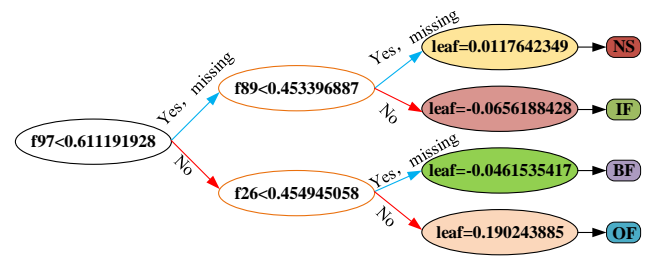 f97<0.611191928
Yes, missing
No
f89<0.453396887
Yes, missing
No
f26<0.454945058
Yes, missing
No
leaf=0.0117642349
NS
leaf=-0.0656188428
IF
leaf=-0.0461535417
BF
leaf=0.190243885
OF